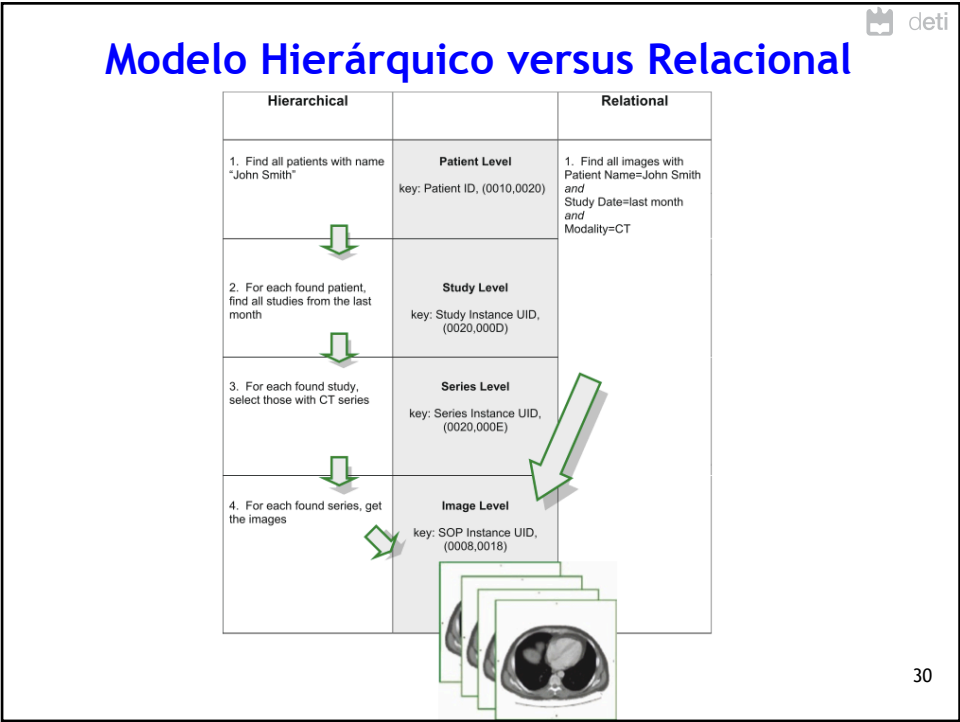 deti
Modelo Hierárquico versus Relacional
Hierarchical
Relational
1. Find all patients with name
“John Smith”
Patient Level
key: Patient ID, (0010,0020)
1. Find all images with
Patient Name=John Smith
and
Study Date=last month
and
Modality=CT
2. For each found patient,
find all studies from the last
month
Study Level
key: Study Instance UID,
(0020,000D)
3. For each found study,
select those with CT series
Series Level
key: Series Instance UID,
(0020,000E)
4. For each found series, get
the images
Image Level
key: SOP Instance UID,
(0008,0018)
30